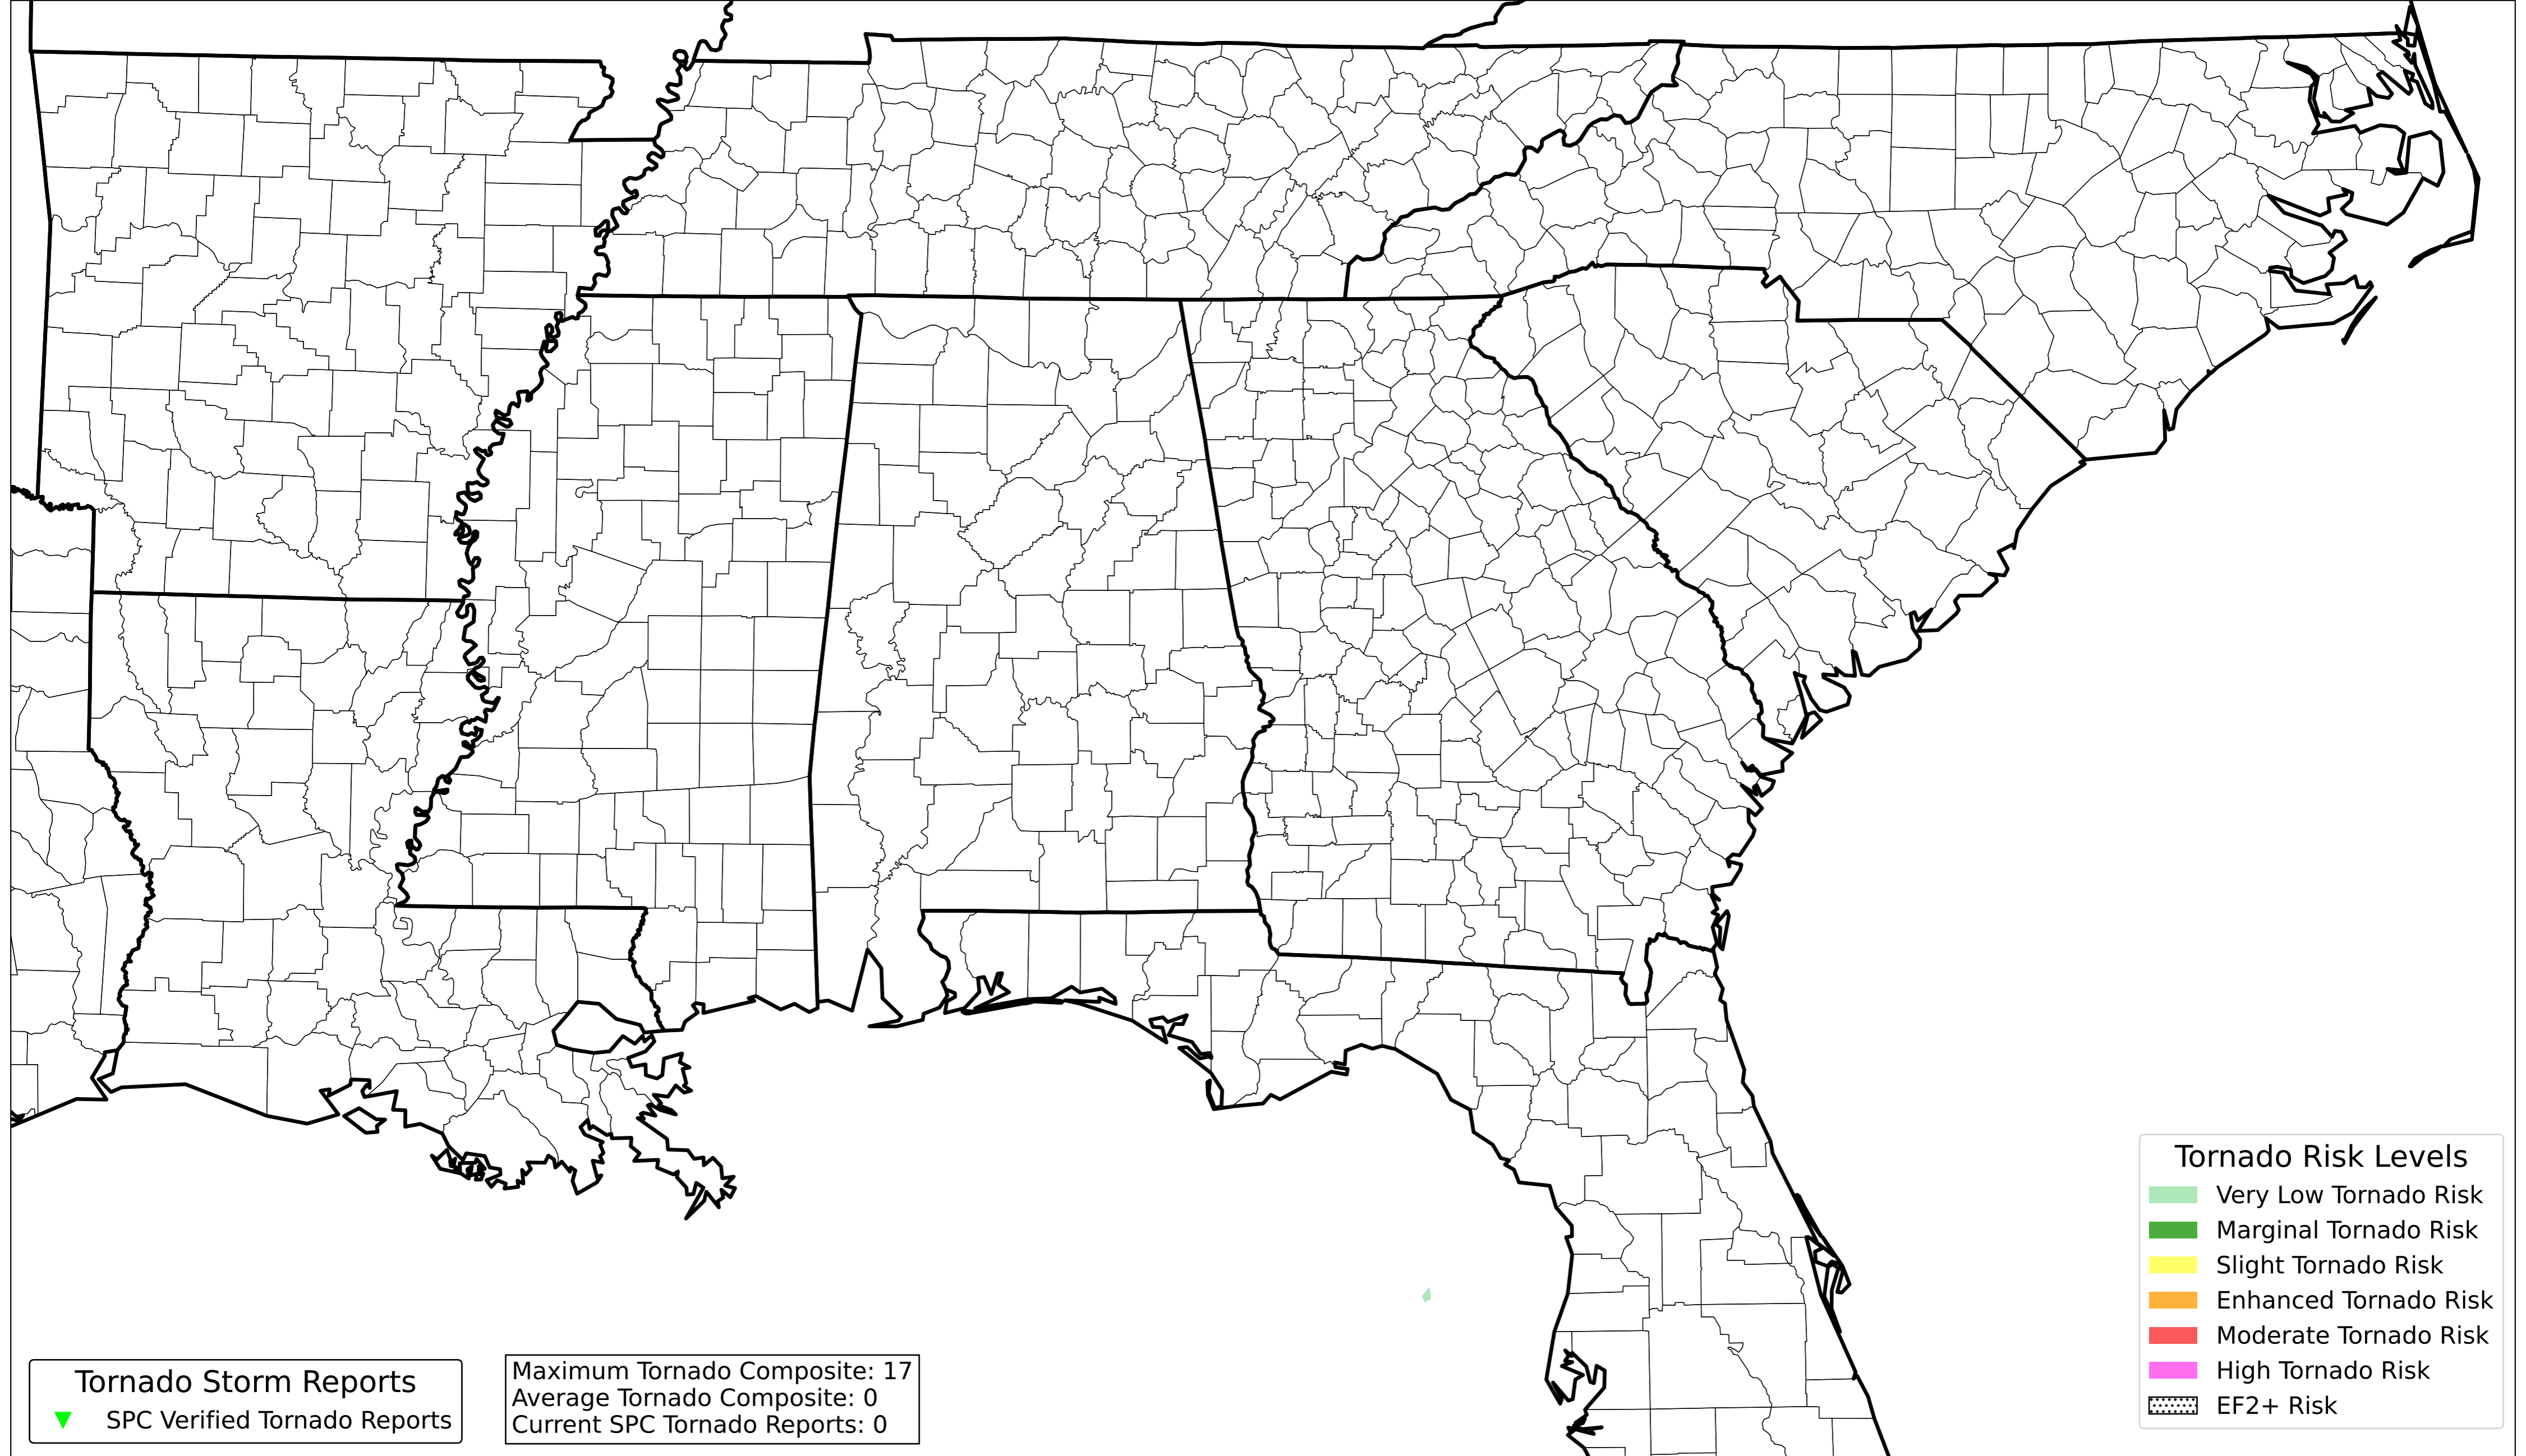 Tornado Risk Levels
Very Low Tornado Risk
Marginal Tornado Risk
Slight Tornado Risk
Enhanced Tornado Risk
Moderate Tornado Risk
High Tornado Risk
EF2+ Risk
Tornado Storm Reports
SPC Verified Tornado Reports
Maximum Tornado Composite: 17
Average Tornado Composite: 0
Current SPC Tornado Reports: 0